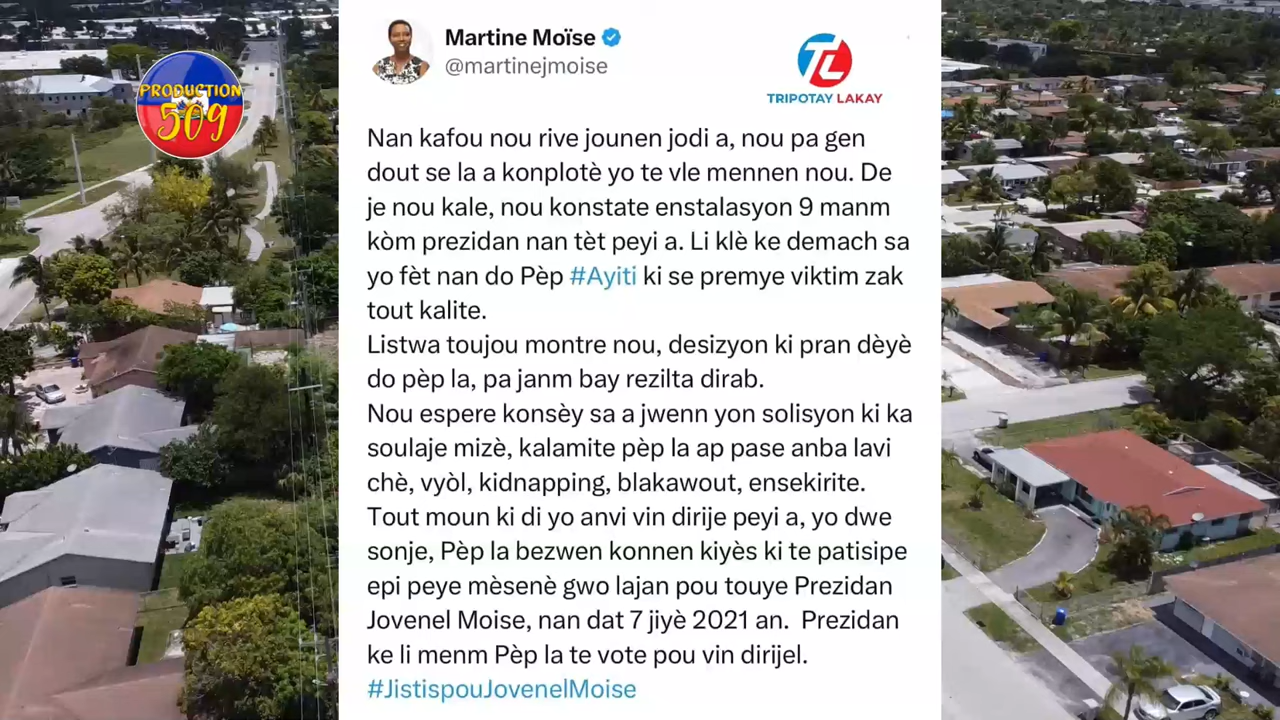 PRODUCTION
509
Martine Moïse
@martinejmoise
TL
TRIPOTAY LAKAY
Nan kafou nou rive jounen jodi a, nou pa gen
dout se la a konplotè yo te vle mennen nou. De
je nou kale, nou konstate enstalasyon 9 manm
kòm prezidan nan tèt peyi a. Li klè ke demach sa
yo fèt nan do Pèp #Ayiti ki se premye viktim zak
tout kalite.
Listwa toujou montre nou, desizyon ki pran dèyè
do pèp la, pa janm bay rezilta dirab.
Nou espere konsèy sa a jwenn yon solisyon ki ka
soulaje mizè, kalamite pèp la ap pase anba lavi
chè, vyòl, kidnapping, blakawout, ensekirite.
Tout moun ki di yo anvi vin dirije peyi a, yo dwe
sonje, Pèp la bezwen konnen kiyès ki te patisipe
epi peye mèsenè gwo lajan pou touye Prezidan
Jovenel Moise, nan dat 7 jiyè 2021 an. Prezidan
ke li menm Pèp la te vote pou vin dirijel.
#JistispouJovenelMoise